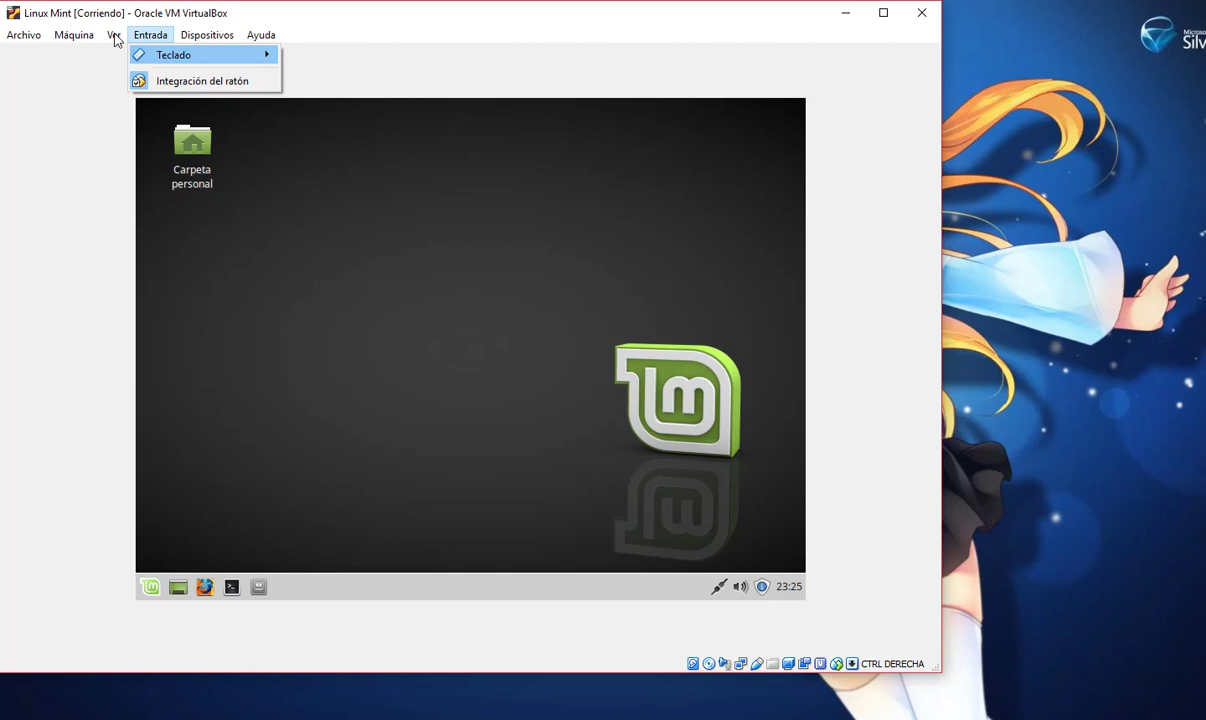 Linux Mint [Corriendo] - Oracle VM VirtualBox
Archivo Máquina Ver Entrada Dispositivos Ayuda
Teclado
Integración del ratón
Carpeta
personal
lm
23:25
CTRL DERECHA